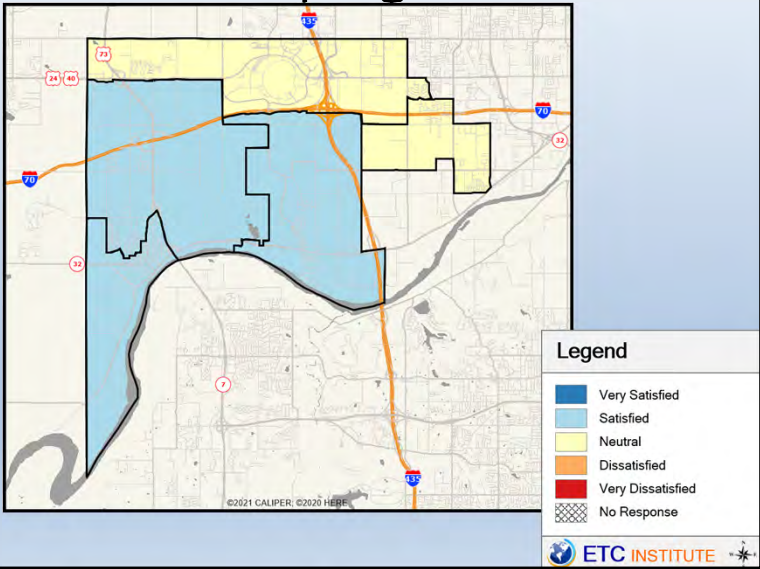 435
73
24 40
70
32
70
32
7
435
©2021 CALIPER; ©2020 HERE
Legend
Very Satisfied
Satisfied
Neutral
Dissatisfied
Very Dissatisfied
No Response
ETC INSTITUTE